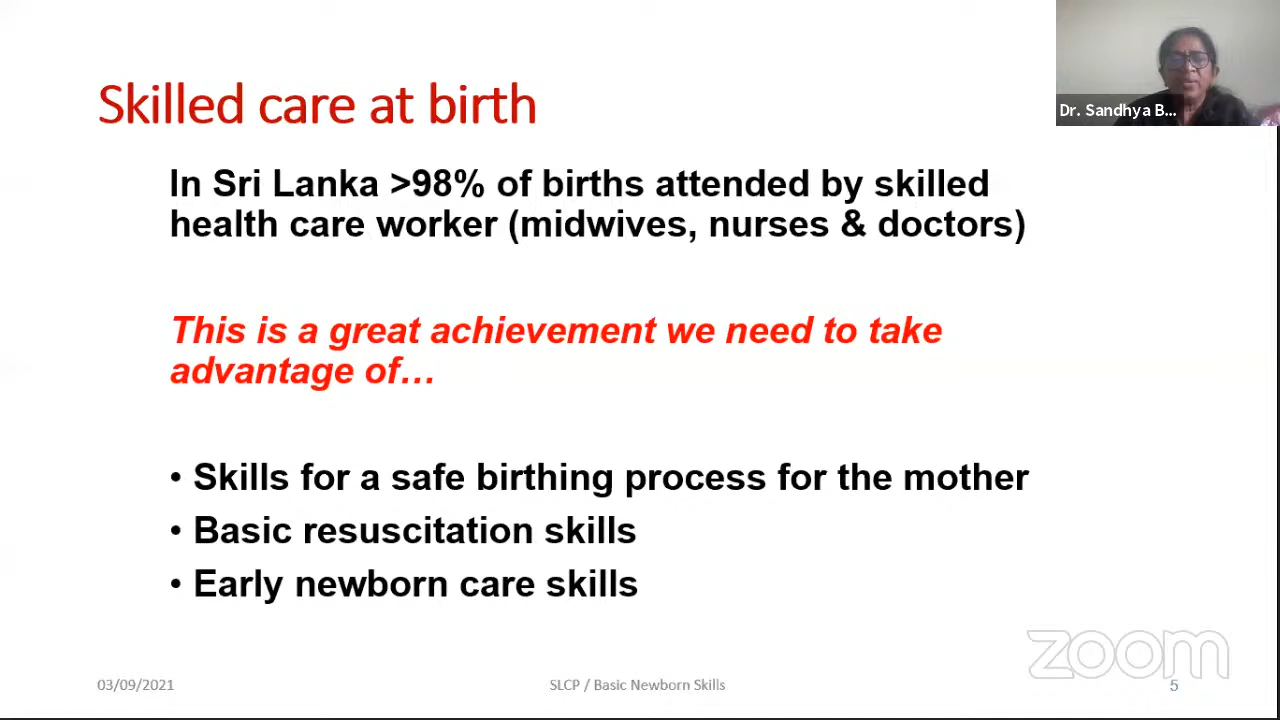 Skilled care at birth
Dr. Sandhya B...
In Sri Lanka >98% of births attended by skilled
health care worker (midwives, nurses & doctors)
This is a great achievement we need to take
advantage of…
• Skills for a safe birthing process for the mother
• Basic resuscitation skills
• Early newborn care skills
zoom
03/09/2021
SLCP / Basic Newborn Skills
5